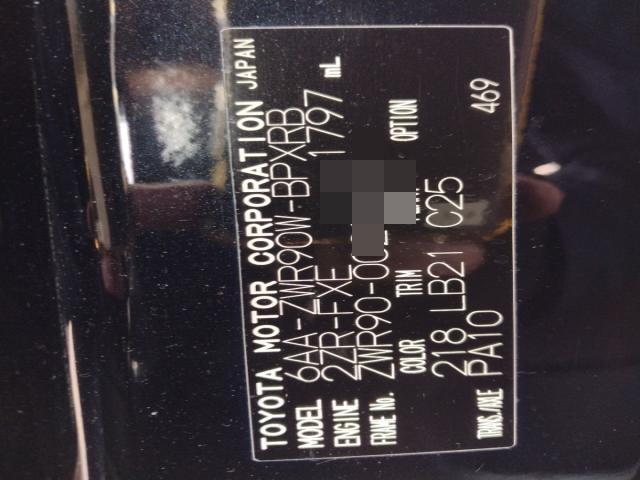 TOYOTA MOTOR CORPORATION JAPAN
MODEL 6AA-ZWR90W-BPXRB
ENGINE 2ZR-FXE 1797 mL
FRAME No. ZWR90-00
COLOR TRIM OPTION
218 LB21 C25
TRANS./AXLE PA10 469